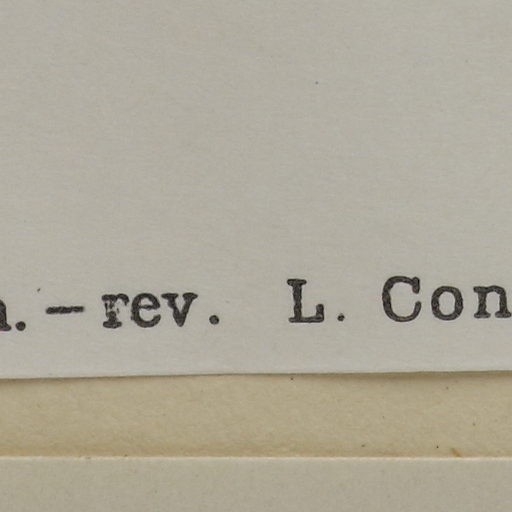 . – rev. L. Con